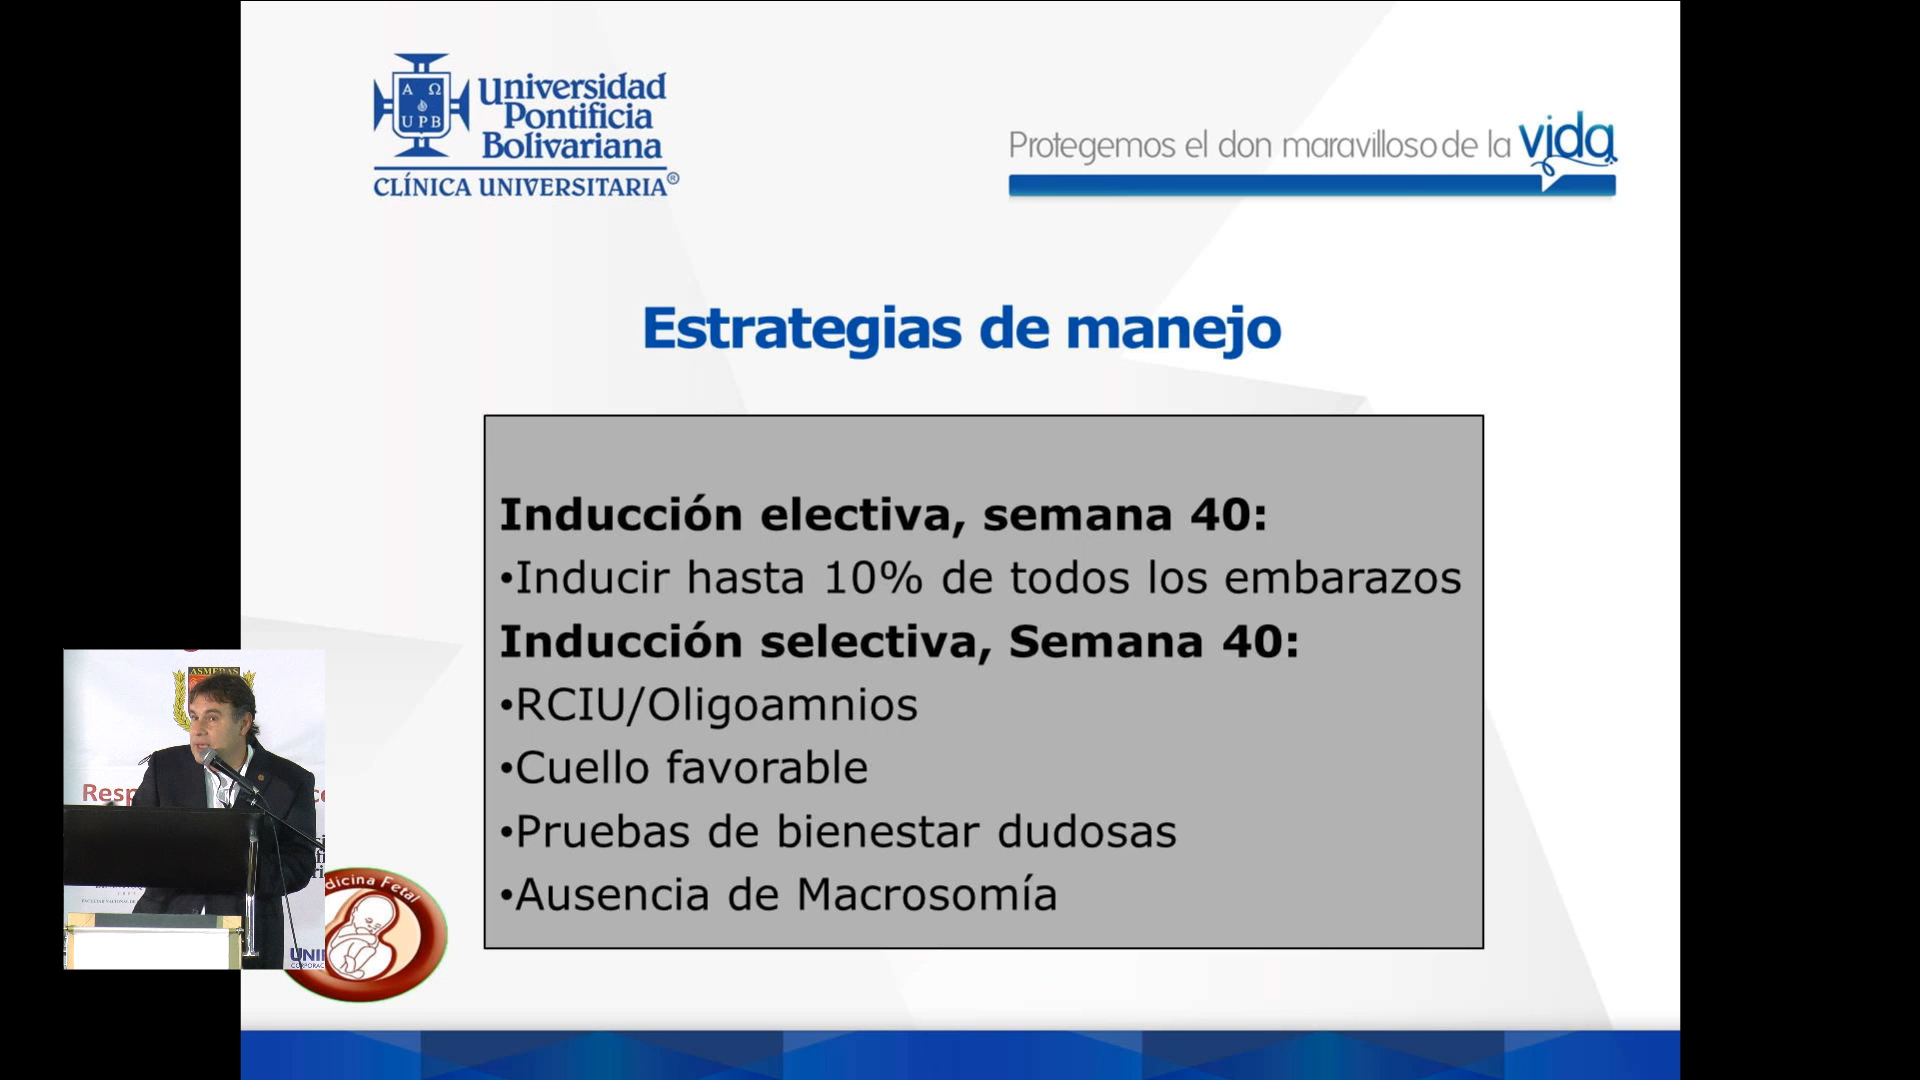 Universidad
Pontificia
Bolivariana
CLÍNICA UNIVERSITARIA®
Α Ω
UPB
Protegemos el don maravilloso de la vida
Estrategias de manejo
Inducción electiva, semana 40:
•Inducir hasta 10% de todos los embarazos
Inducción selectiva, Semana 40:
•RCIU/Oligoamnios
•Cuello favorable
•Pruebas de bienestar dudosas
•Ausencia de Macrosomía
ASMEDAS
Fetal